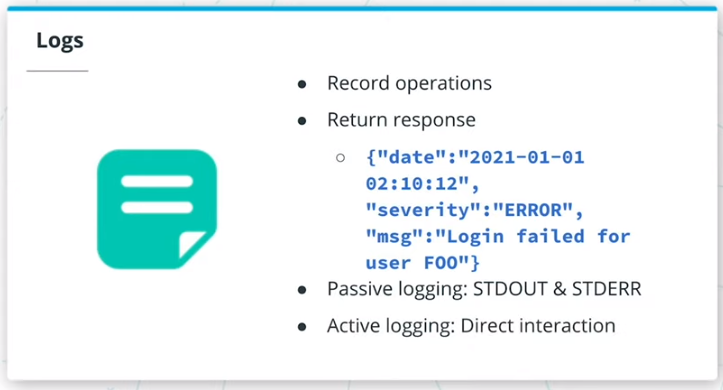 Logs
● Record operations
● Return response
○ {"date":"2021-01-01
02:10:12",
"severity":"ERROR",
"msg":"Login failed for
user FOO"}
● Passive logging: STDOUT & STDERR
● Active logging: Direct interaction